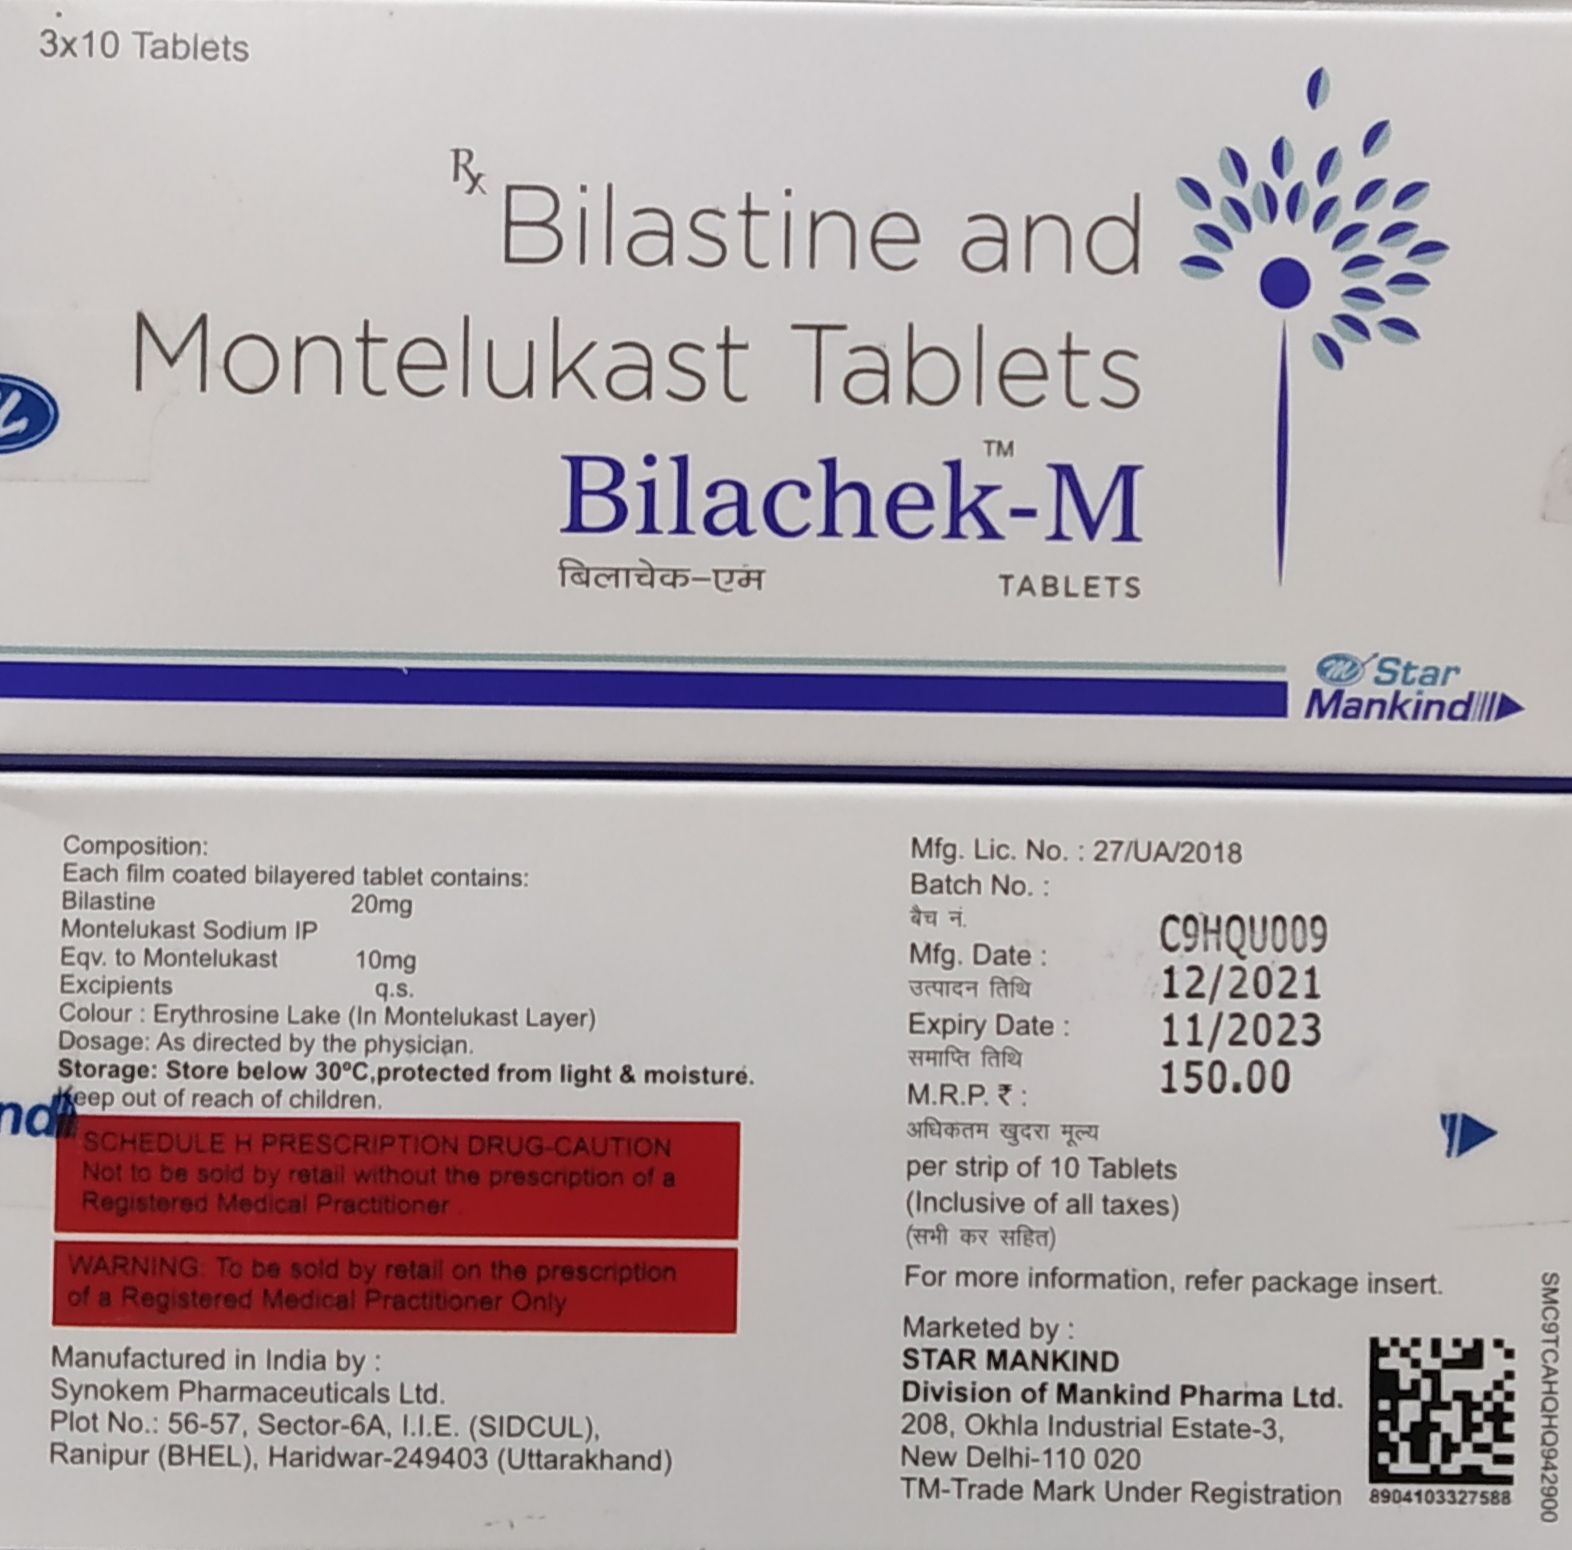 3x10 Tablets
Rx
Bilastine and
Montelukast Tablets
Bilachek™-M
बिलाचेक–एम
TABLETS
Star
Mankind
Composition:
Each film coated bilayered tablet contains:
Bilastine 20mg
Montelukast Sodium IP
Eqv. to Montelukast 10mg
Excipients q.s.
Colour : Erythrosine Lake (In Montelukast Layer)
Dosage: As directed by the physician.
Storage: Store below 30ºC,protected from light & moisture.
Keep out of reach of children.
nd
SCHEDULE H PRESCRIPTION DRUG-CAUTION
Not to be sold by retail without the prescription of a
Registered Medical Practitioner
WARNING: To be sold by retail on the prescription
of a Registered Medical Practitioner Only
Manufactured in India by :
Synokem Pharmaceuticals Ltd.
Plot No.: 56-57, Sector-6A, I.I.E. (SIDCUL),
Ranipur (BHEL), Haridwar-249403 (Uttarakhand)
Mfg. Lic. No. : 27/UA/2018
Batch No. :
बैच नं. C9HQU009
Mfg. Date : 12/2021
उत्पादन तिथि
Expiry Date : 11/2023
समाप्ति तिथि
M.R.P. ₹ : 150.00
अधिकतम खुदरा मूल्य
per strip of 10 Tablets
(Inclusive of all taxes)
(सभी कर सहित)
For more information, refer package insert.
Marketed by :
STAR MANKIND
Division of Mankind Pharma Ltd.
208, Okhla Industrial Estate-3,
New Delhi-110 020
TM-Trade Mark Under Registration
8904103327588
SMC9TCAHQHQ942900